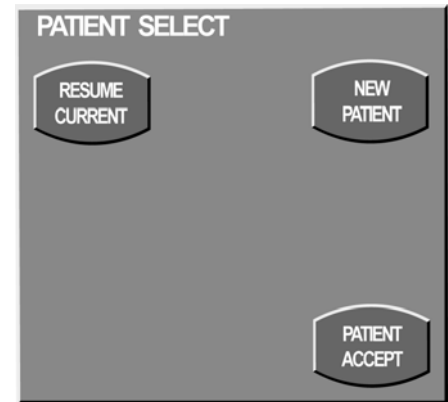 PATIENT SELECT
RESUME
CURRENT
NEW
PATIENT
PATIENT
ACCEPT